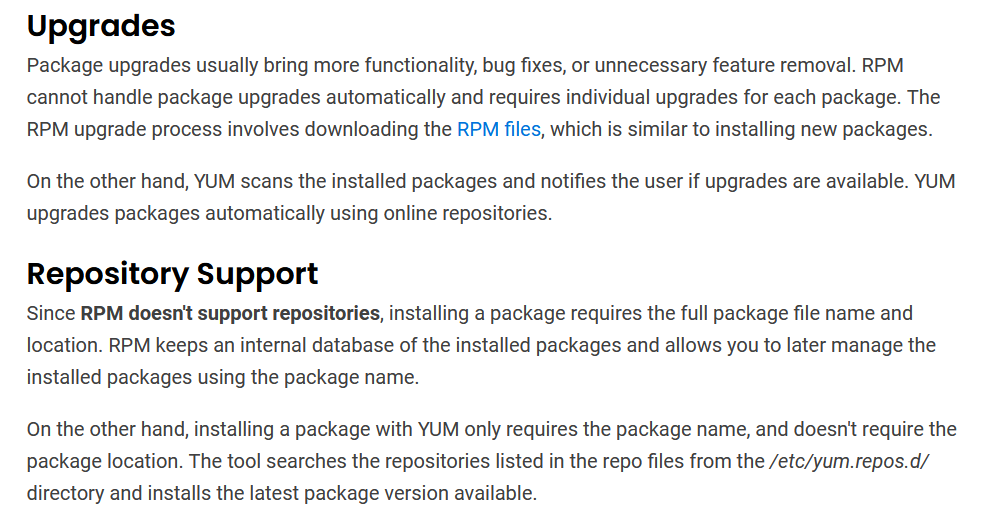 Upgrades
Package upgrades usually bring more functionality, bug fixes, or unnecessary feature removal. RPM
cannot handle package upgrades automatically and requires individual upgrades for each package. The
RPM upgrade process involves downloading the RPM files, which is similar to installing new packages.
On the other hand, YUM scans the installed packages and notifies the user if upgrades are available. YUM
upgrades packages automatically using online repositories.
Repository Support
Since RPM doesn't support repositories, installing a package requires the full package file name and
location. RPM keeps an internal database of the installed packages and allows you to later manage the
installed packages using the package name.
On the other hand, installing a package with YUM only requires the package name, and doesn't require the
package location. The tool searches the repositories listed in the repo files from the /etc/yum.repos.d/
directory and installs the latest package version available.